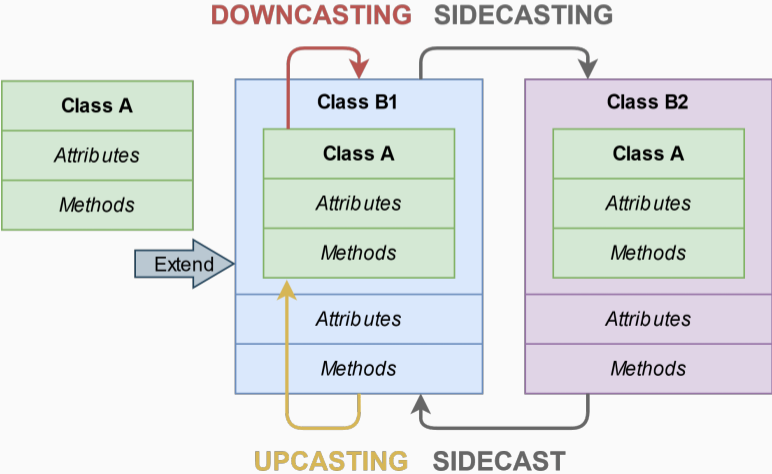 DOWNCASTING SIDECASTING
Class A
Attributes
Methods
Extend
Class B1
Class A
Attributes
Methods
Attributes
Methods
Class B2
Class A
Attributes
Methods
Attributes
Methods
UPCASTING SIDECAST